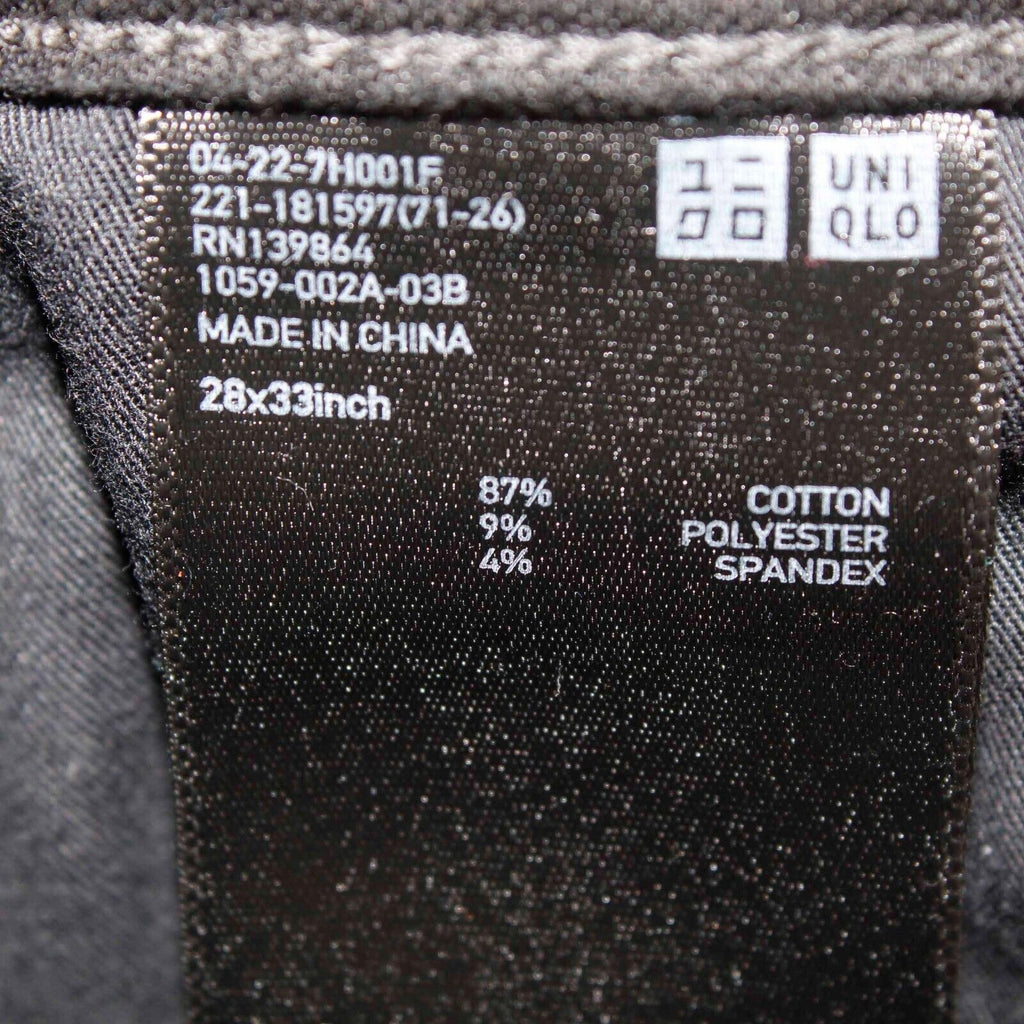 04-22-7H001F
221-181597(71-26)
RN139864
1059-002A-03B
MADE IN CHINA
28x33inch
ユニ
クロ
UNI
QLO
87% COTTON
9% POLYESTER
4% SPANDEX